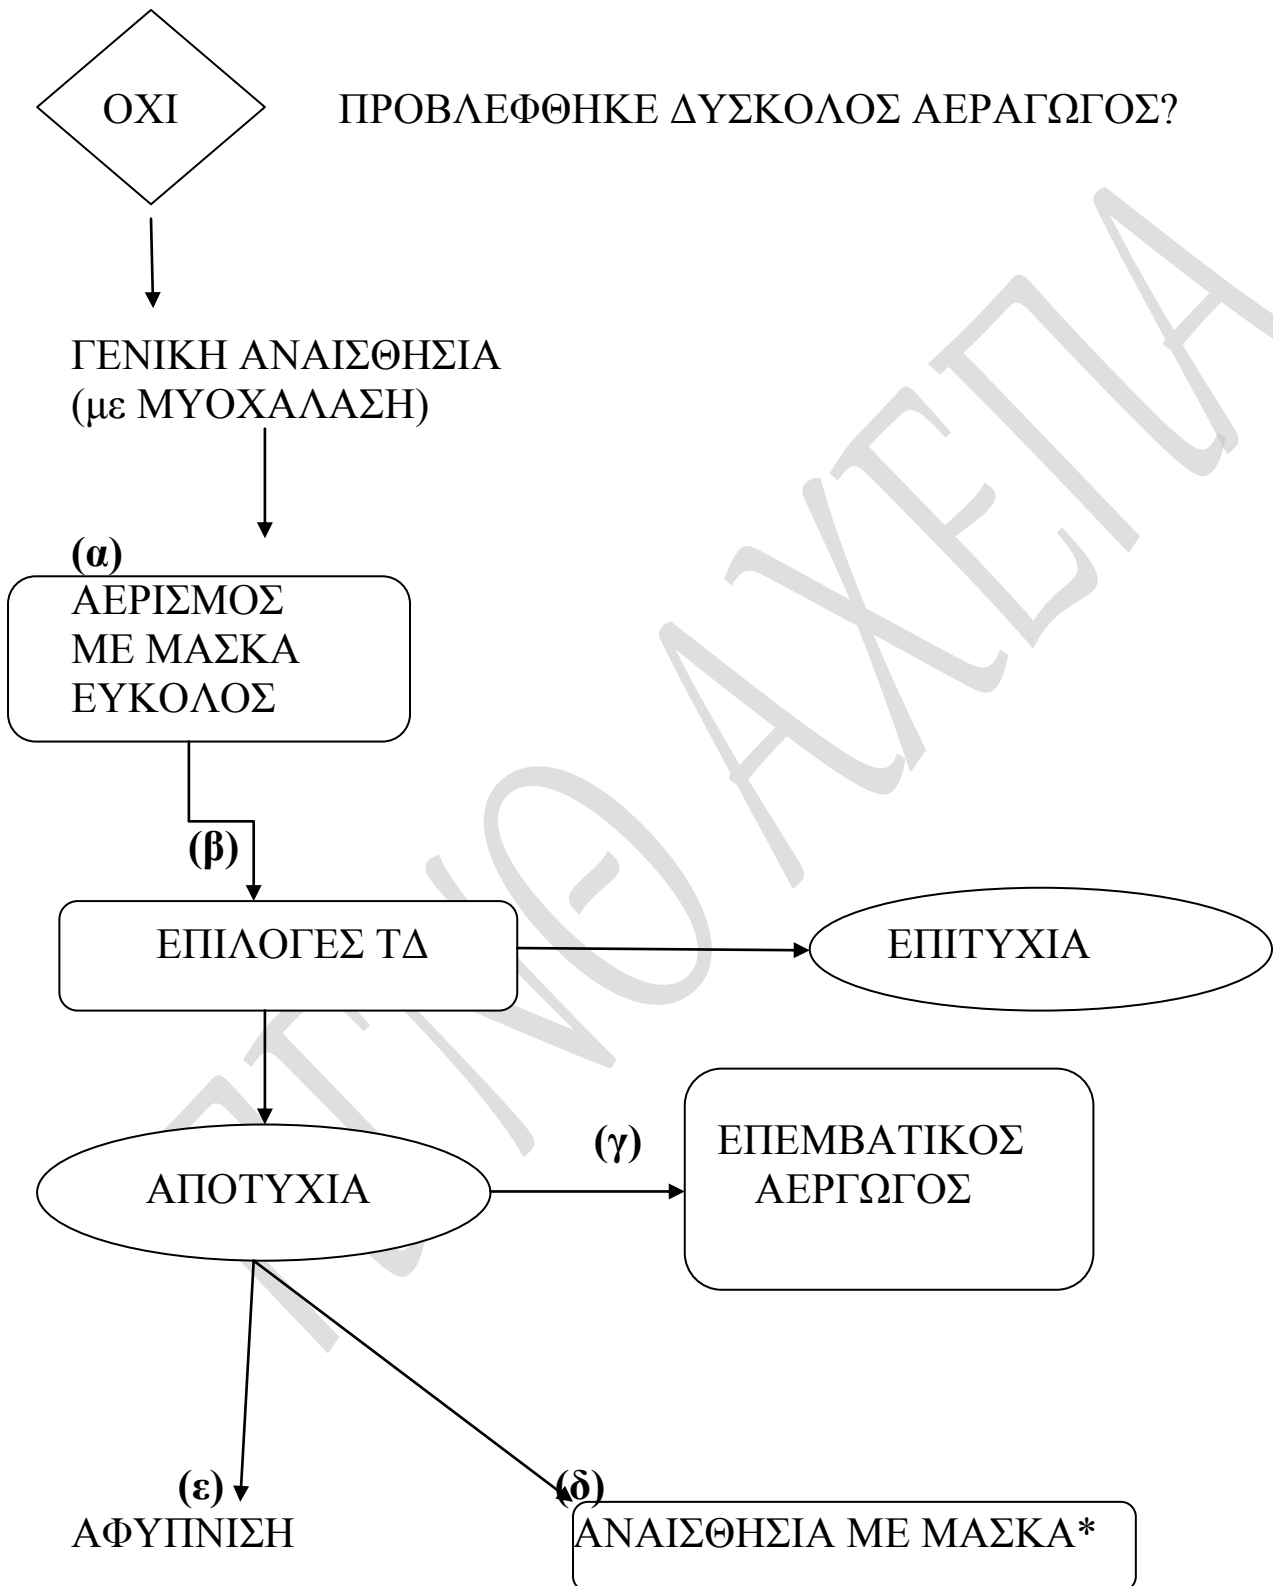 ΟΧΙ ΠΡΟΒΛΕΦΘΗΚΕ ΔΥΣΚΟΛΟΣ ΑΕΡΑΓΩΓΟΣ?
ΓΕΝΙΚΗ ΑΝΑΙΣΘΗΣΙΑ
(με ΜΥΟΧΑΛΑΣΗ)
(α)
ΑΕΡΙΣΜΟΣ
ΜΕ ΜΑΣΚΑ
ΕΥΚΟΛΟΣ
(β)
ΕΠΙΛΟΓΕΣ ΤΔ
ΕΠΙΤΥΧΙΑ
ΑΠΟΤΥΧΙΑ
(γ)
ΕΠΕΜΒΑΤΙΚΟΣ
ΑΕΡΓΩΓΟΣ
(ε)
ΑΦΥΠΝΙΣΗ
(δ)
ΑΝΑΙΣΘΗΣΙΑ ΜΕ ΜΑΣΚΑ*
ΑΧΕΠΑ